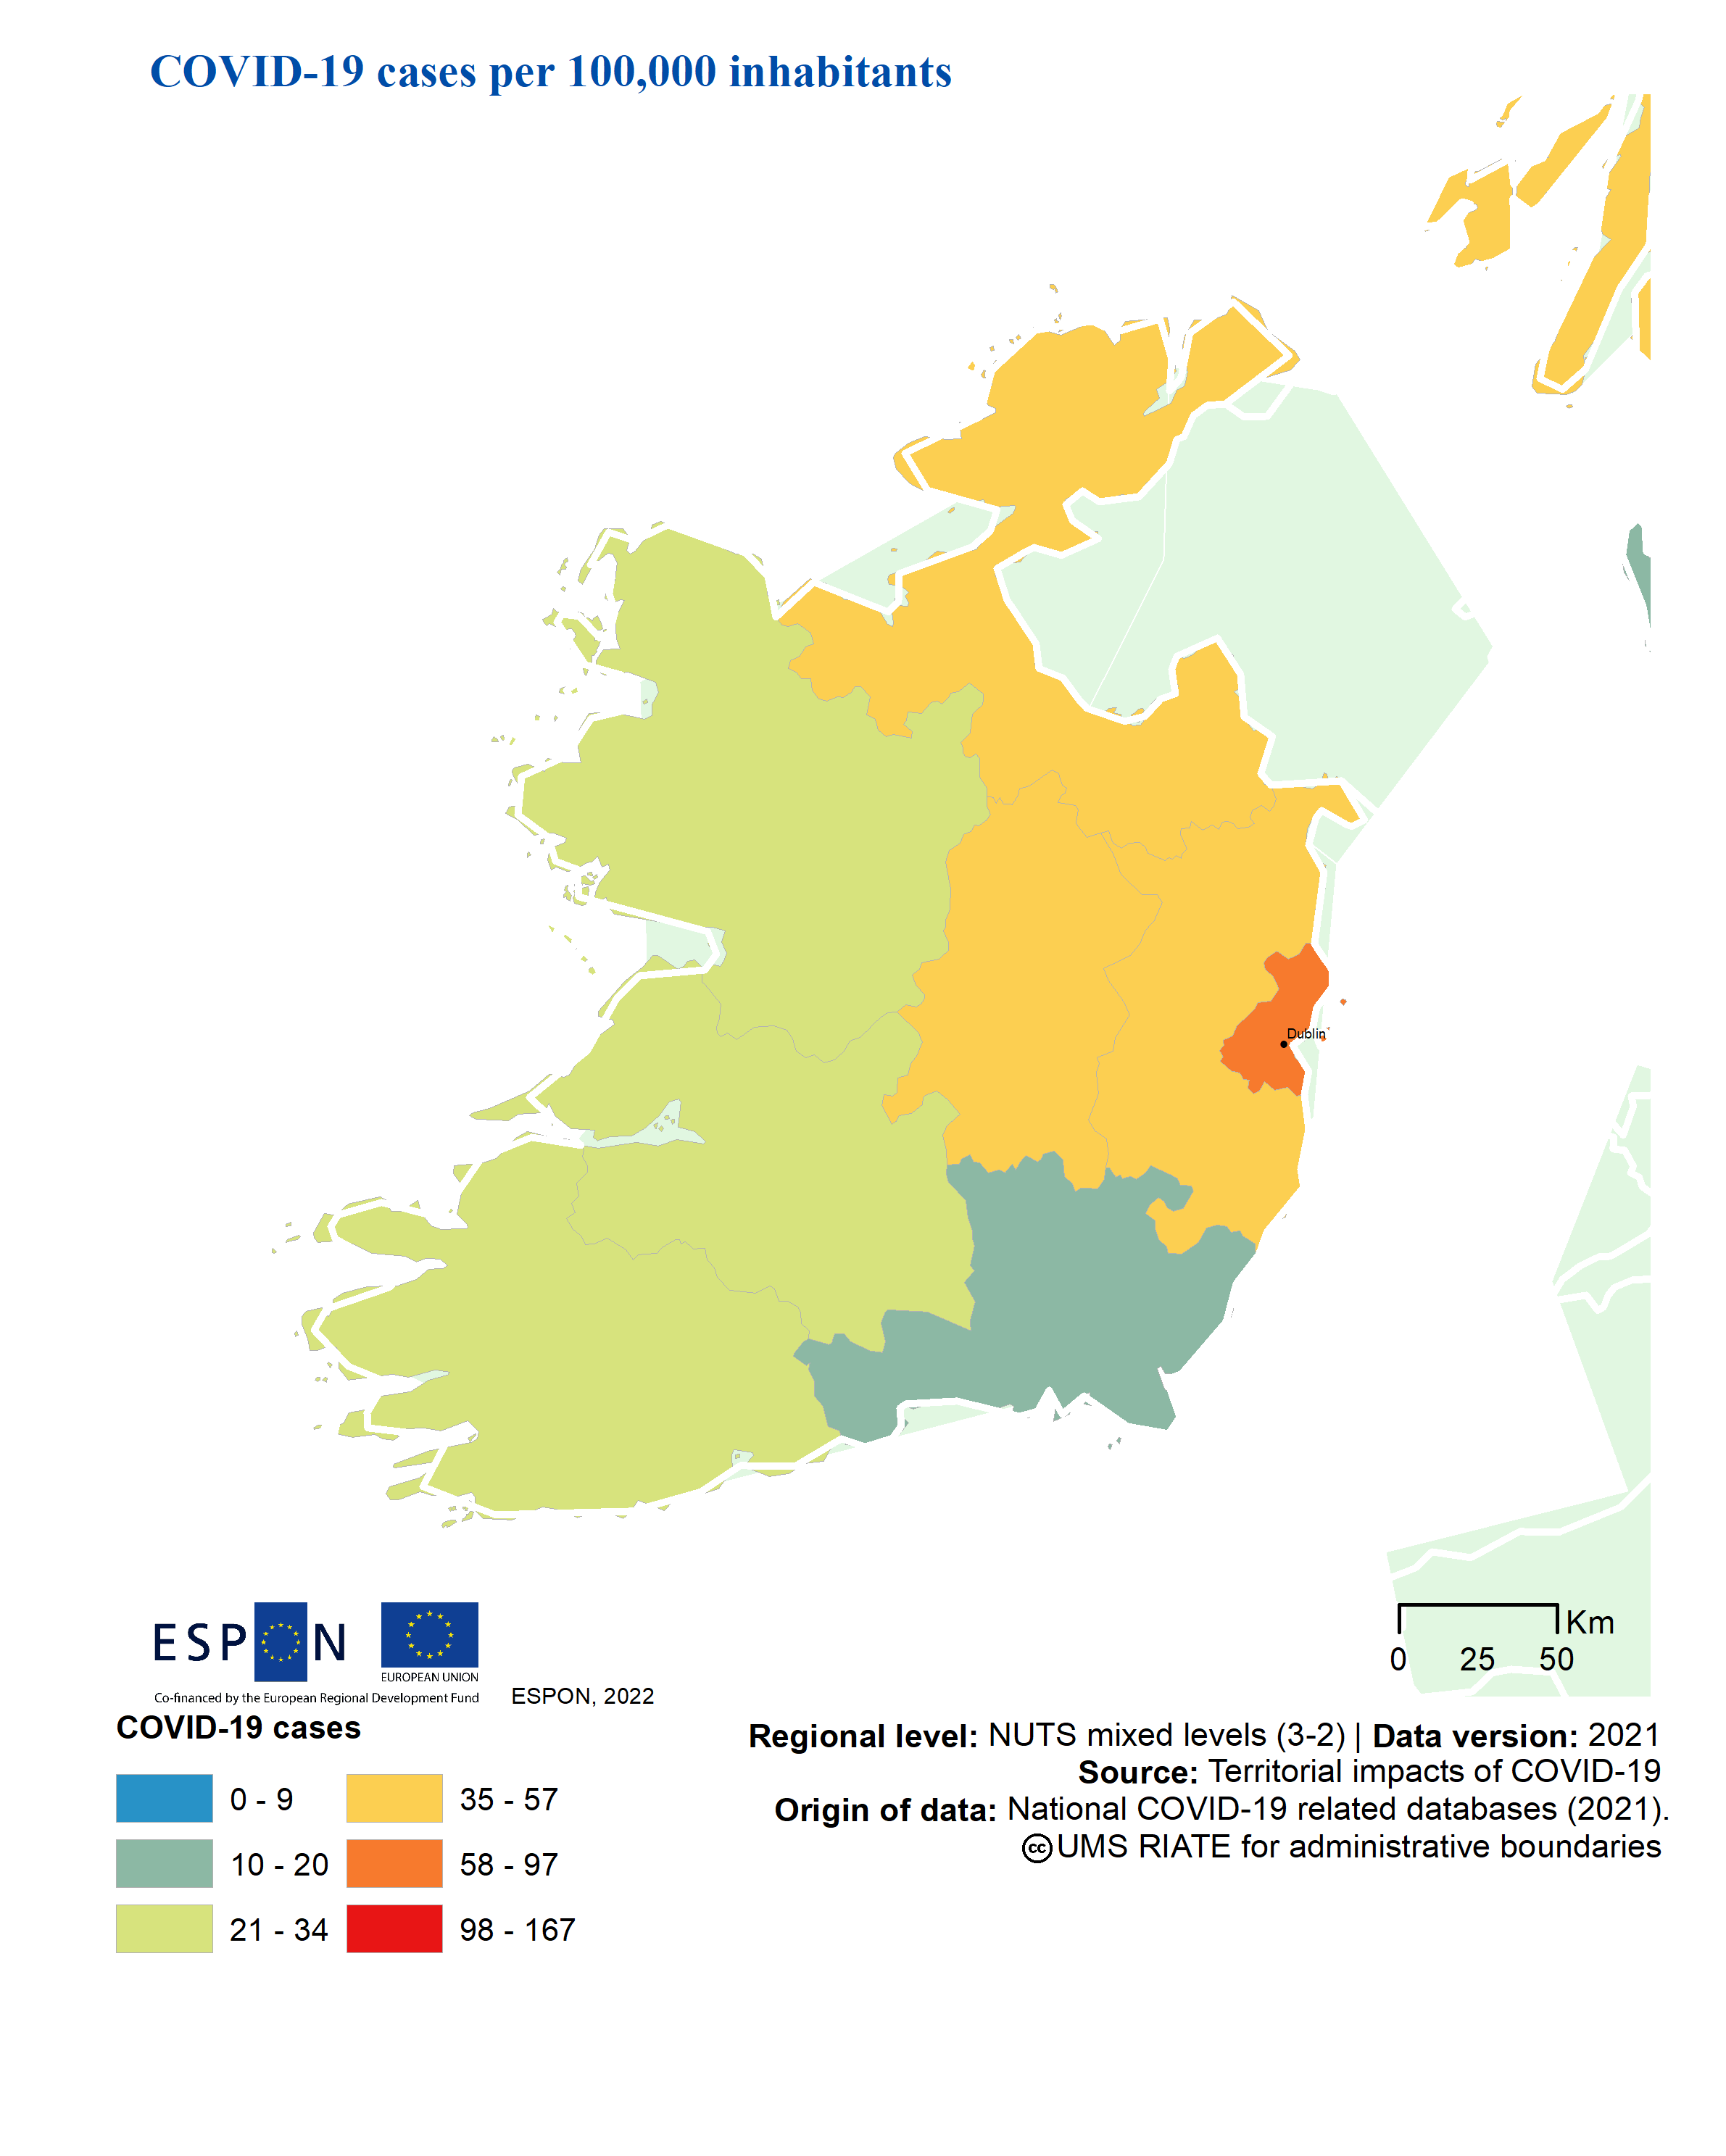 COVID-19 cases per 100,000 inhabitants
Dublin
ESPON
EUROPEAN UNION
Co-financed by the European Regional Development Fund
ESPON, 2022
Km
0 25 50
COVID-19 cases
0 - 9
35 - 57
10 - 20
58 - 97
21 - 34
98 - 167
Regional level: NUTS mixed levels (3-2) | Data version: 2021
Source: Territorial impacts of COVID-19
Origin of data: National COVID-19 related databases (2021).
cc UMS RIATE for administrative boundaries